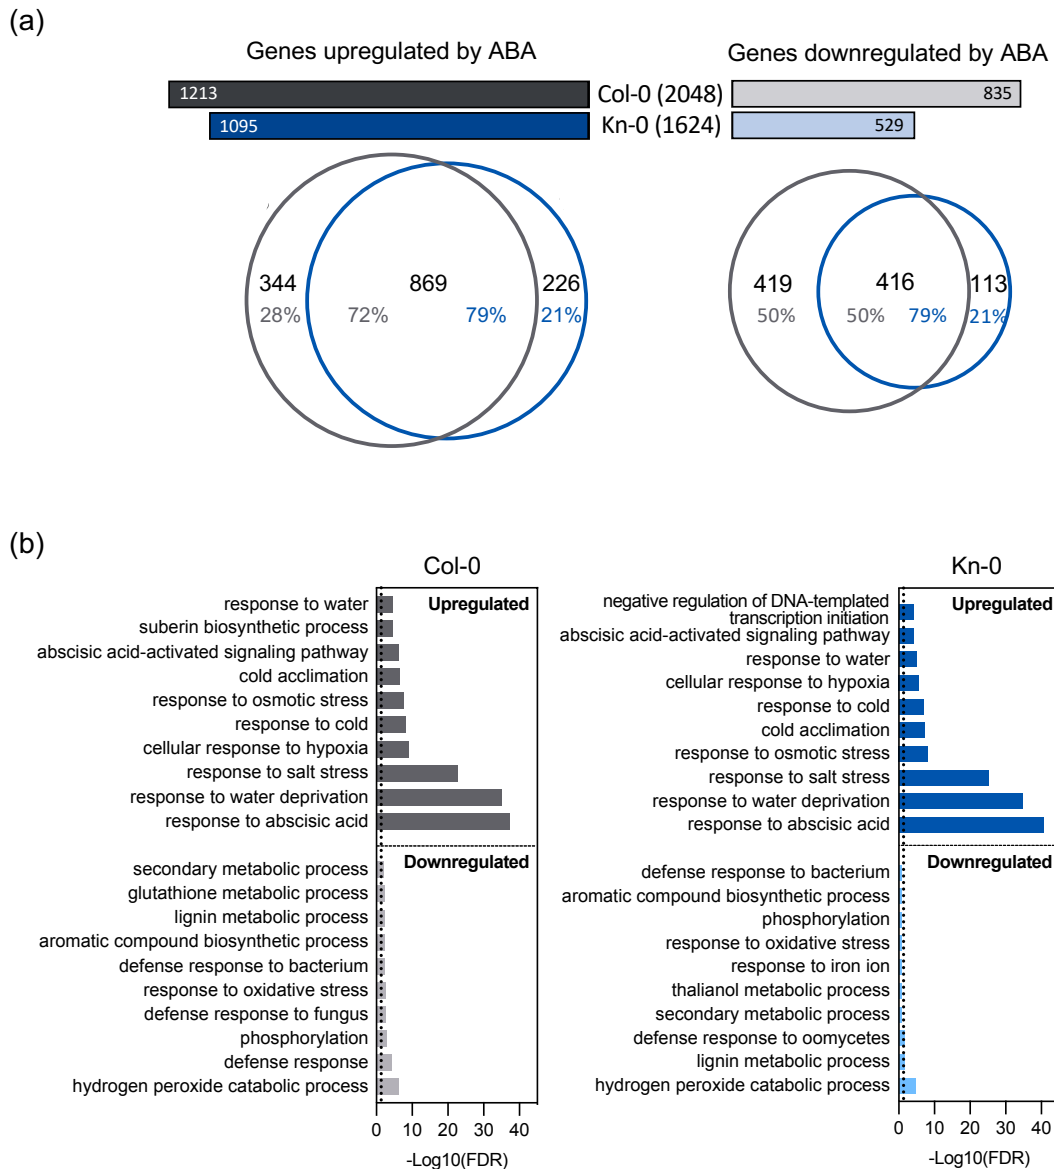 (a)
Genes upregulated by ABA
Genes downregulated by ABA
1213
Col-0 (2048)
835
1095
Kn-0 (1624)
529
344
869
226
28%
72%
79%
21%
419
416
113
50%
50%
79%
21%
(b)
Col-0
Upregulated
response to water
suberin biosynthetic process
abscisic acid-activated signaling pathway
cold acclimation
response to osmotic stress
response to cold
cellular response to hypoxia
response to salt stress
response to water deprivation
response to abscisic acid
Downregulated
secondary metabolic process
glutathione metabolic process
lignin metabolic process
aromatic compound biosynthetic process
defense response to bacterium
response to oxidative stress
defense response to fungus
phosphorylation
defense response
hydrogen peroxide catabolic process
0 10 20 30 40
-Log10(FDR)
Kn-0
Upregulated
negative regulation of DNA-templated
transcription initiation
abscisic acid-activated signaling pathway
response to water
cellular response to hypoxia
response to cold
cold acclimation
response to osmotic stress
response to salt stress
response to water deprivation
response to abscisic acid
Downregulated
defense response to bacterium
aromatic compound biosynthetic process
phosphorylation
response to oxidative stress
response to iron ion
thalianol metabolic process
secondary metabolic process
defense response to oomycetes
lignin metabolic process
hydrogen peroxide catabolic process
0 10 20 30 40
-Log10(FDR)